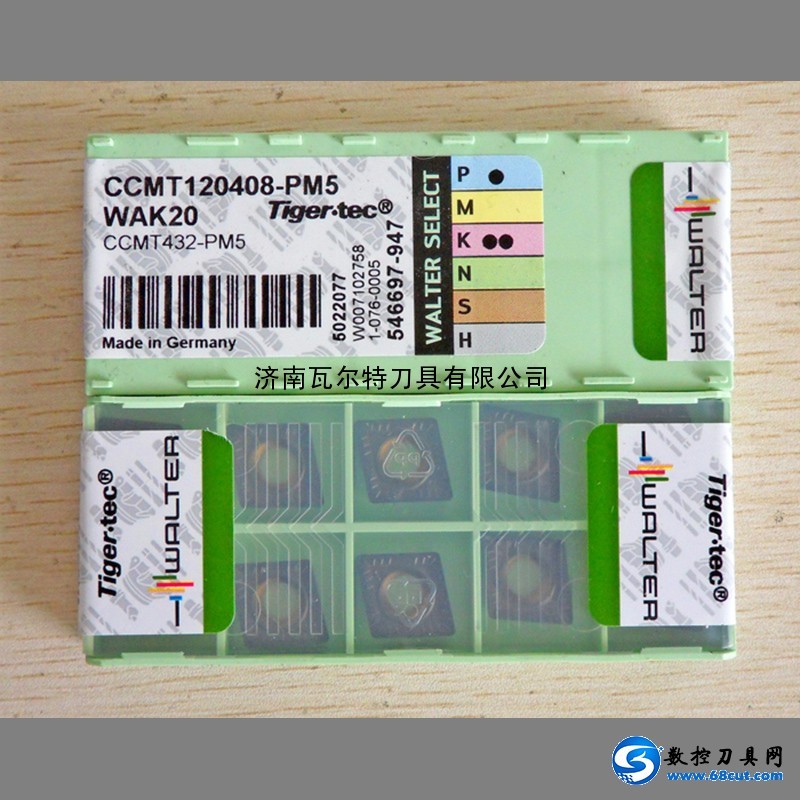 CCMT120408-PM5
WAK20
Tiger·tec®
CCMT432-PM5
5022077
W007102758
1-076-0005
546697-947
Made in Germany
WALTER SELECT
P
M
K
N
S
H
WALTER
济南瓦尔特刀具有限公司
Tiger·tec®
WALTER
PP
WALTER
Tiger·tec®
数控刀具网
www.68cut.com